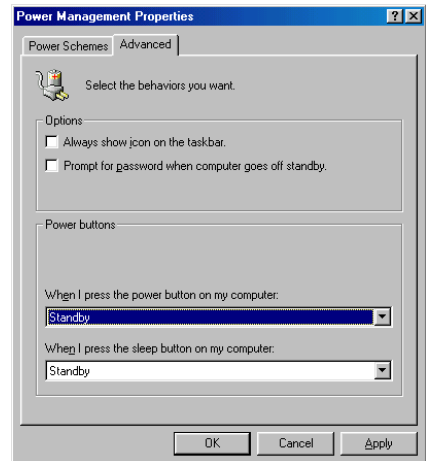 Power Management Properties
Power Schemes Advanced
Select the behaviors you want.
Options
Always show icon on the taskbar.
Prompt for password when computer goes off standby.
Power buttons
When I press the power button on my computer:
Standby
When I press the sleep button on my computer:
Standby
OK Cancel Apply